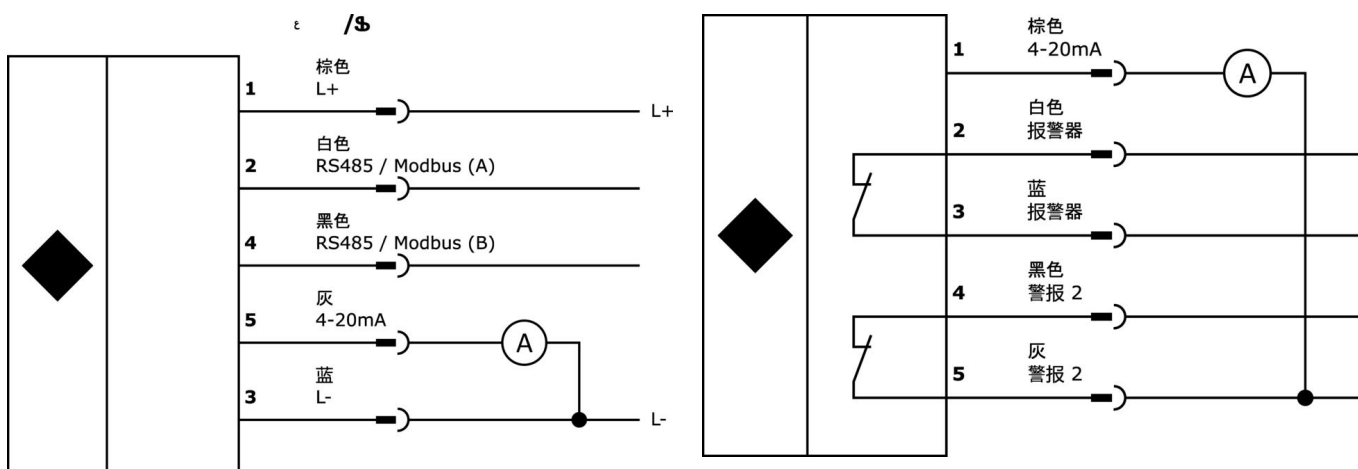 1
棕色
L+
L+
2
白色
RS485 / Modbus (A)
4
黑色
RS485 / Modbus (B)
5
灰
4-20mA
A
3
蓝
L-
L-
1
棕色
4-20mA
A
2
白色
报警器
3
蓝
报警器
4
黑色
警报 2
5
灰
警报 2